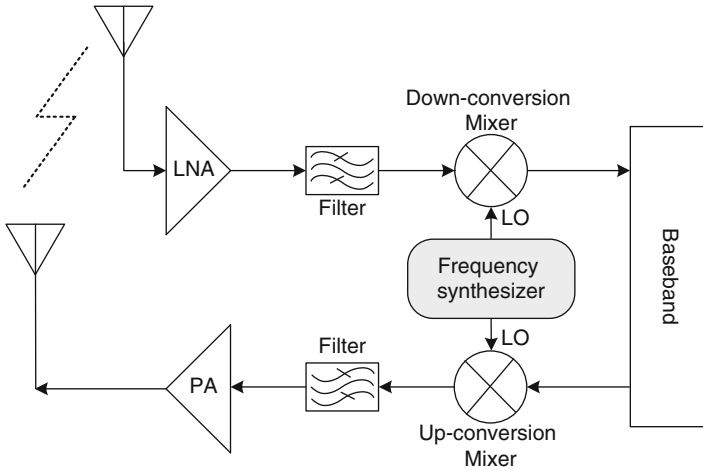 Down-conversion
Mixer
LNA
Filter
LO
Frequency
synthesizer
Baseband
LO
Filter
PA
Up-conversion
Mixer